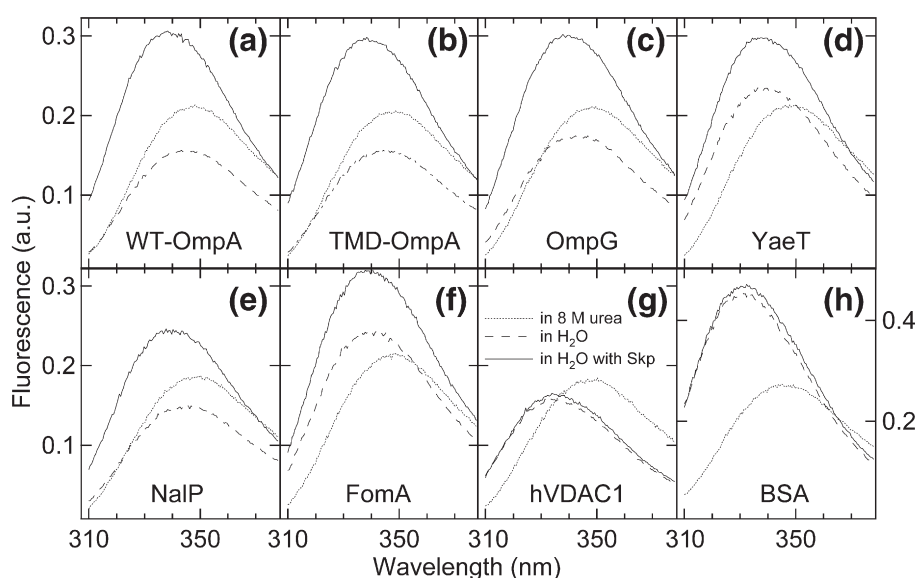 (a) (b) (c) (d)
0.3
0.2
0.1
WT-OmpA TMD-OmpA OmpG YaeT
(e) (f) (g) (h)
0.3
0.2
0.1
in 8 M urea
in H₂O
in H₂O with Skp
0.4
0.2
NalP FomA hVDAC1 BSA
310 350 310 350 310 350 310 350
Wavelength (nm)
Fluorescence (a.u.)